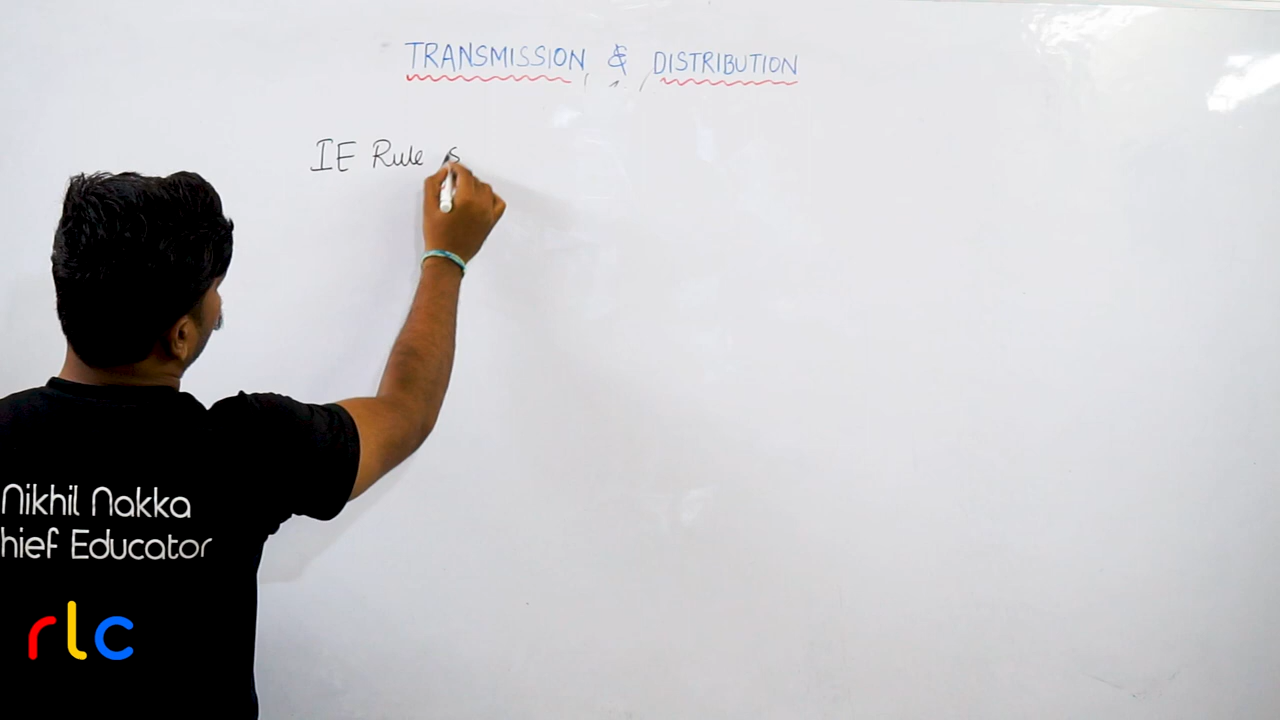 TRANSMISSION & DISTRIBUTION
IE Rule
Nikhil Nakka
hief Educator
rlc